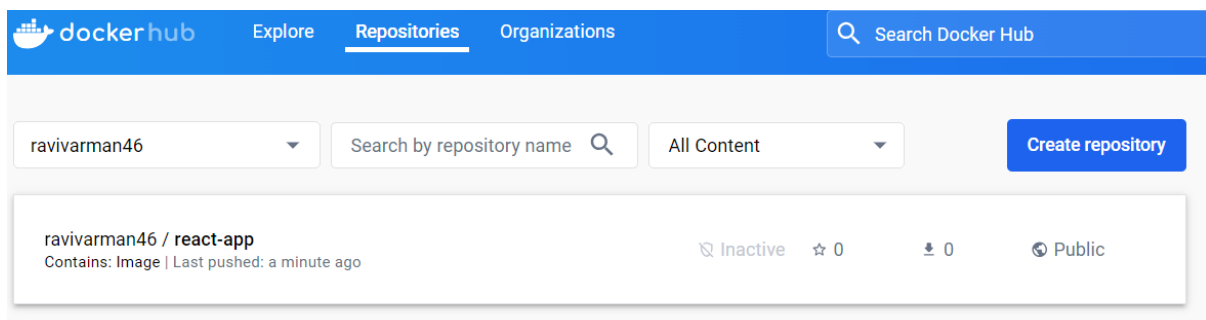 dockerhub Explore Repositories Organizations Search Docker Hub
ravivarman46 Search by repository name All Content Create repository
ravivarman46 / react-app Inactive 0 0 Public
Contains: Image | Last pushed: a minute ago